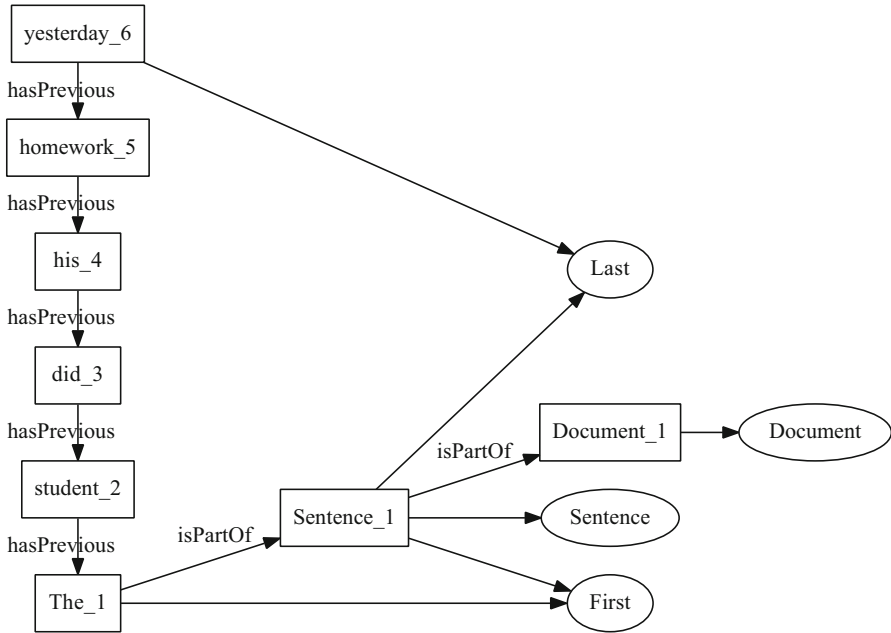 yesterday_6
hasPrevious
homework_5
hasPrevious
his_4
Last
hasPrevious
did_3
hasPrevious
Document_1
Document
isPartOf
student_2
Sentence_1
Sentence
isPartOf
hasPrevious
The_1
First